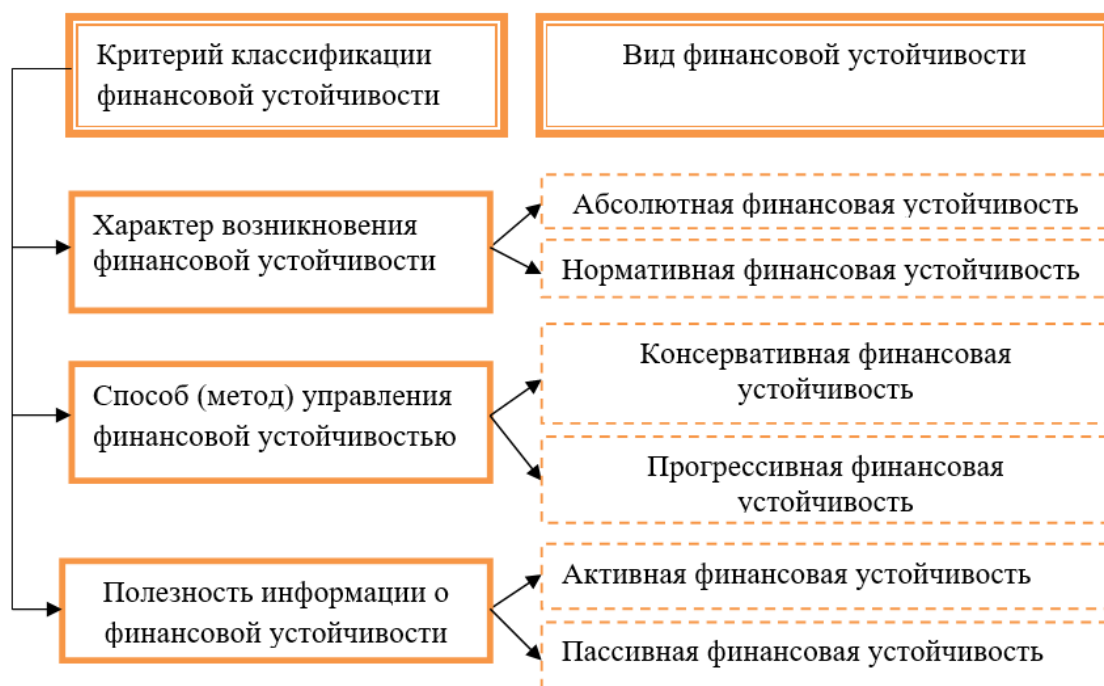 Критерий классификации
финансовой устойчивости
Вид финансовой устойчивости
Характер возникновения
финансовой устойчивости
Абсолютная финансовая устойчивость
Нормативная финансовая устойчивость
Способ (метод) управления
финансовой устойчивостью
Консервативная финансовая
устойчивость
Прогрессивная финансовая
устойчивость
Полезность информации о
финансовой устойчивости
Активная финансовая устойчивость
Пассивная финансовая устойчивость